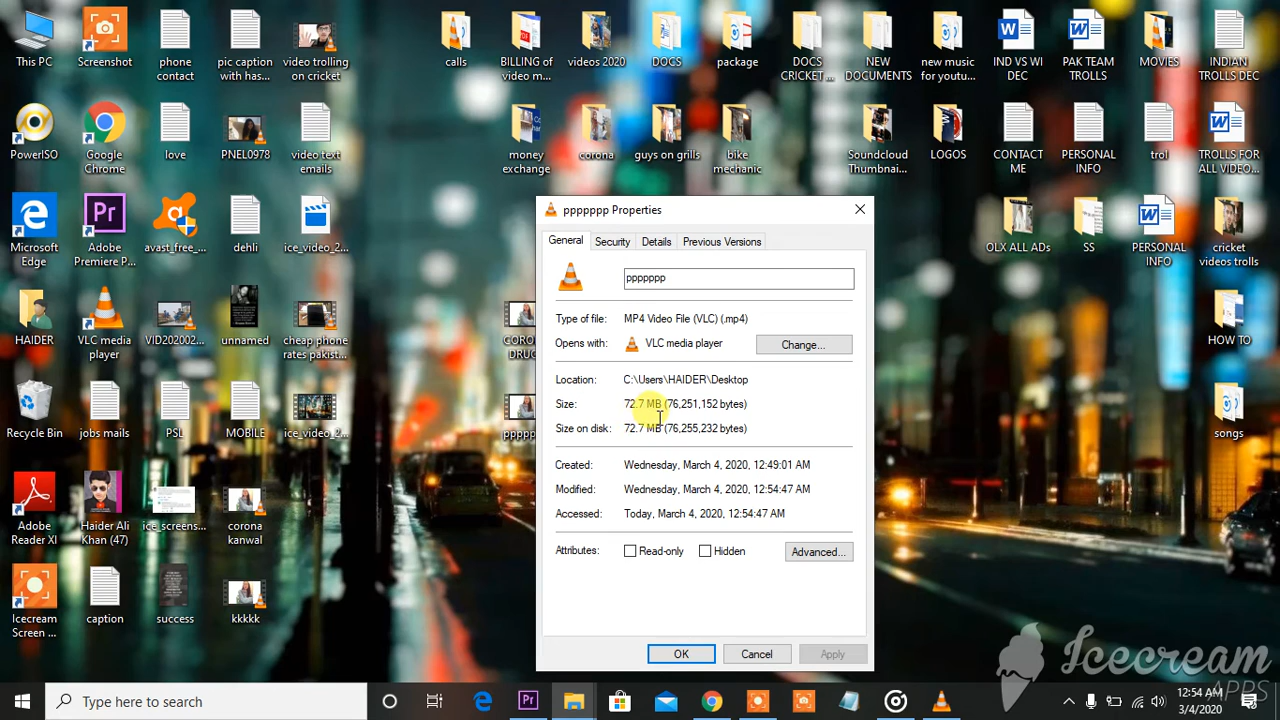 This PC
Screenshot
phone
contact
pic caption
with has...
video trolling
on cricket
calls
BILLING of
video m...
videos 2020
DOCS
package
DOCS
CRICKET ...
NEW
DOCUMENTS
new music
for youtu...
IND VS WI
DEC
PAK TEAM
TROLLS
MOVIES
INDIAN
TROLLS DEC
PowerISO
Google
Chrome
love
PNEL0978
video text
emails
money
exchange
corona
guys on grills
bike
mechanic
Soundcloud
Thumbnai...
LOGOS
CONTACT
ME
PERSONAL
INFO
trol
TROLLS FOR
ALL VIDEO...
Microsoft
Edge
Adobe
Premiere P...
avast_free_...
dehli
ice_video_2...
OLX ALL ADs
SS
PERSONAL
INFO
cricket
videos trolls
HAIDER
VLC media
player
VID202002...
unnamed
cheap phone
rates pakist...
CORO
DRUG
HOW TO
Recycle Bin
jobs mails
PSL
MOBILE
ice_video_2...
ppppp
songs
Adobe
Reader XI
Haider Ali
Khan (47)
ice_screens...
corona
kanwal
Icecream
Screen ...
caption
success
kkkkk
ppppppp Properties
General
Security
Details
Previous Versions
ppppppp
Type of file: MP4 Video File (VLC) (.mp4)
Opens with: VLC media player Change...
Location: C:\Users\HAIDER\Desktop
Size: 72.7 MB (76,251,152 bytes)
Size on disk: 72.7 MB (76,255,232 bytes)
Created: Wednesday, March 4, 2020, 12:49:01 AM
Modified: Wednesday, March 4, 2020, 12:54:47 AM
Accessed: Today, March 4, 2020, 12:54:47 AM
Attributes: Read-only Hidden Advanced...
OK Cancel Apply
Icecream
APPS
Type here to search
12:54 AM
3/4/2020